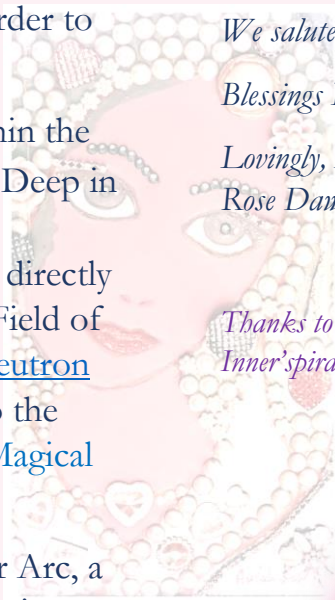 rder to
hin the
Deep in
directly
Field of
eutron
o the
Magical
r Arc, a
We salute
Blessings
Lovingly,
Rose Dan
Thanks to
Inner'spira